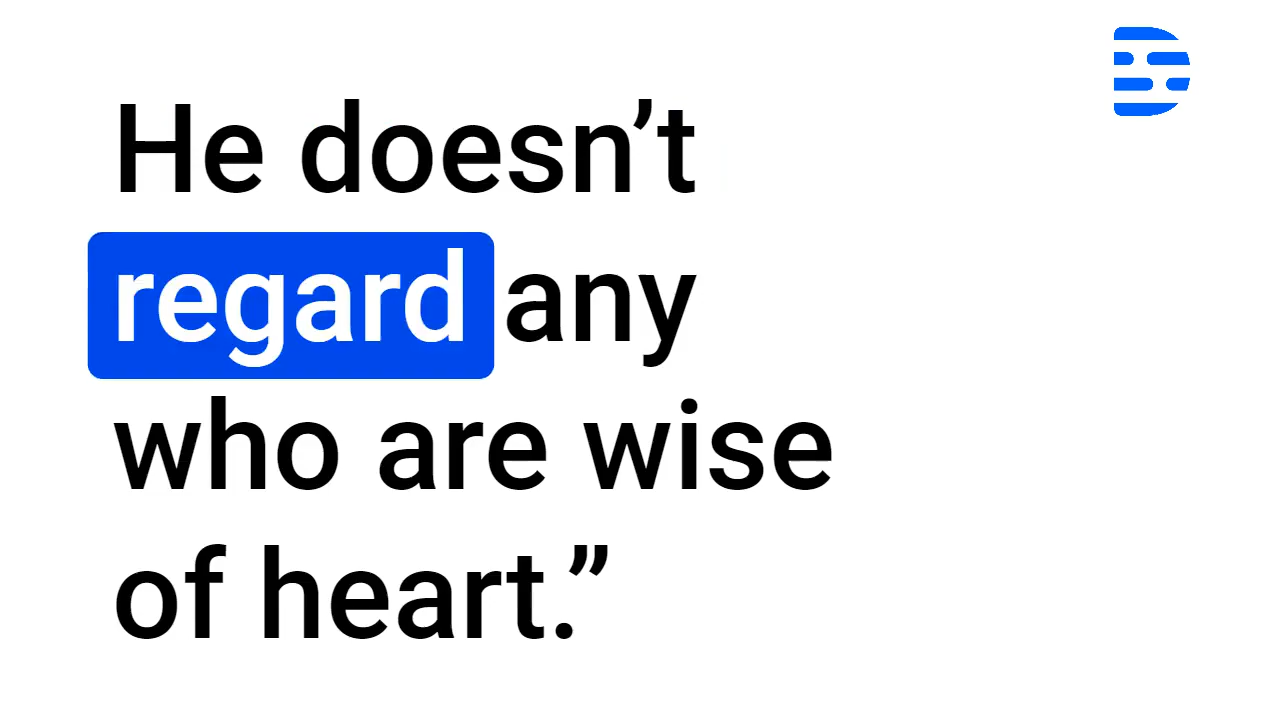 He doesn’t
regard any
who are wise
of heart.”